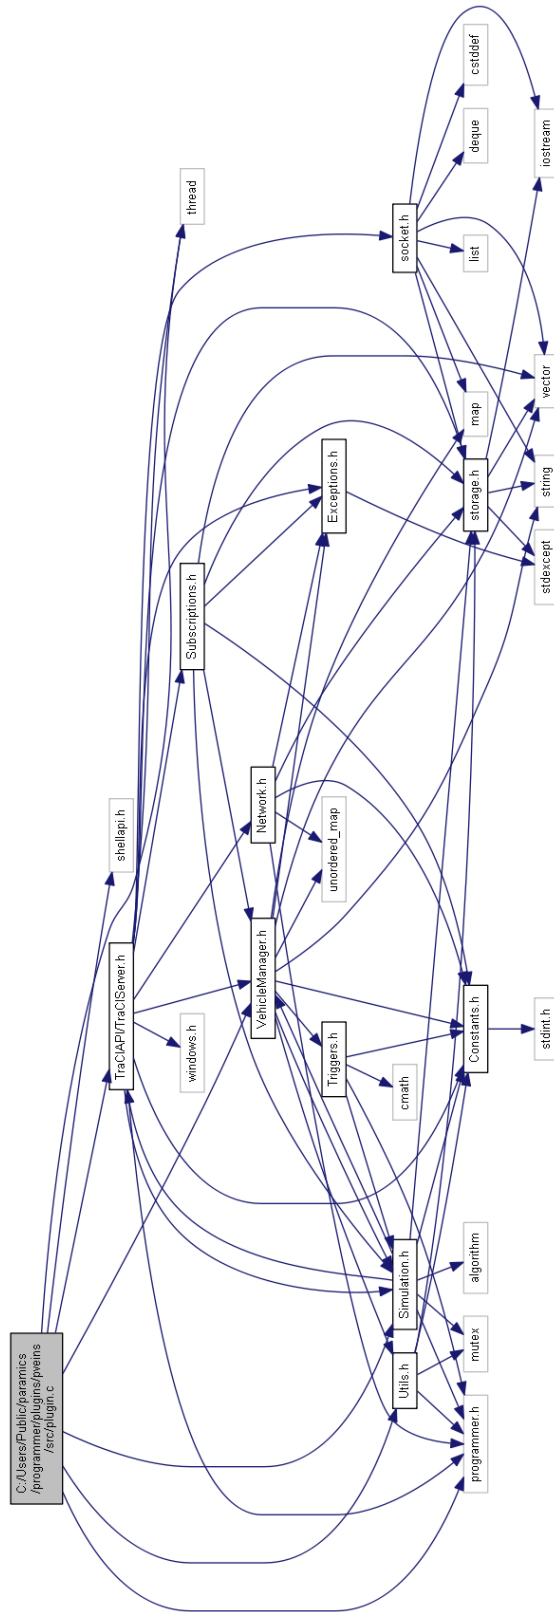 C:/Users/Public/paramics
/programmer/plugins/pveins
/src/plugin.c
TraCIAPI/TraCIServer.h
shellapi.h
windows.h
Subscriptions.h
thread
VehicleManager.h
Network.h
Triggers.h
unordered_map
Exceptions.h
Utils.h
Simulation.h
cmath
socket.h
programmer.h
mutex
algorithm
Constants.h
storage.h
map
list
deque
cstddef
stdint.h
stdexcept
string
vector
iostream